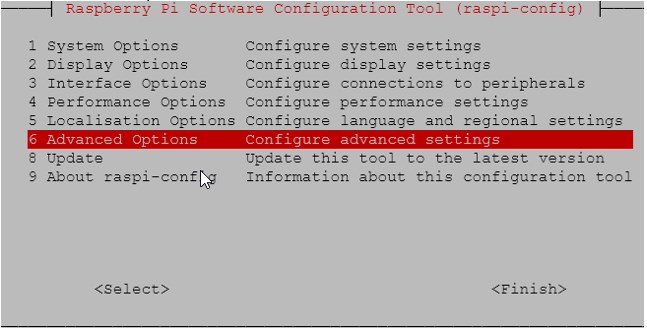 Raspberry Pi Software Configuration Tool (raspi-config)
1 System Options Configure system settings
2 Display Options Configure display settings
3 Interface Options Configure connections to peripherals
4 Performance Options Configure performance settings
5 Localisation Options Configure language and regional settings
6 Advanced Options Configure advanced settings
8 Update Update this tool to the latest version
9 About raspi-config Information about this configuration tool
<Select> <Finish>